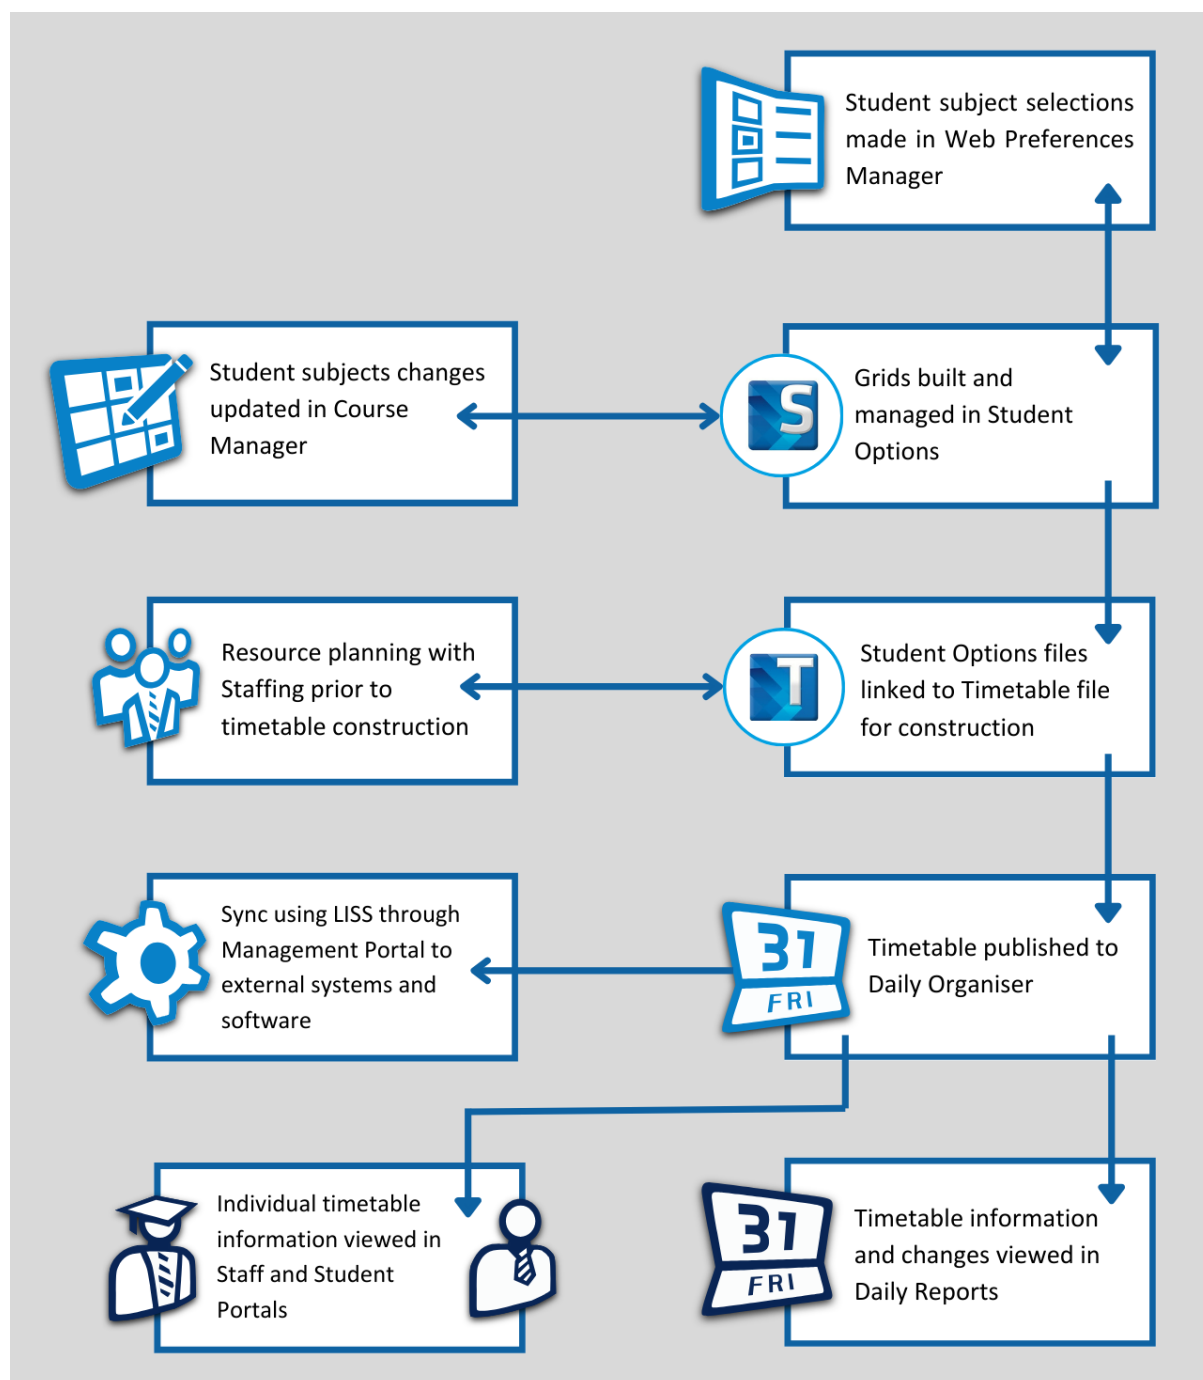 Student subject selections
made in Web Preferences
Manager
Student subjects changes
updated in Course
Manager
S
Grids built and
managed in Student
Options
Resource planning with
Staffing prior to
timetable construction
T
Student Options files
linked to Timetable file
for construction
Sync using LISS through
Management Portal to
external systems and
software
31
FRI
Timetable published to
Daily Organiser
Individual timetable
information viewed in
Staff and Student
Portals
31
FRI
Timetable information
and changes viewed in
Daily Reports